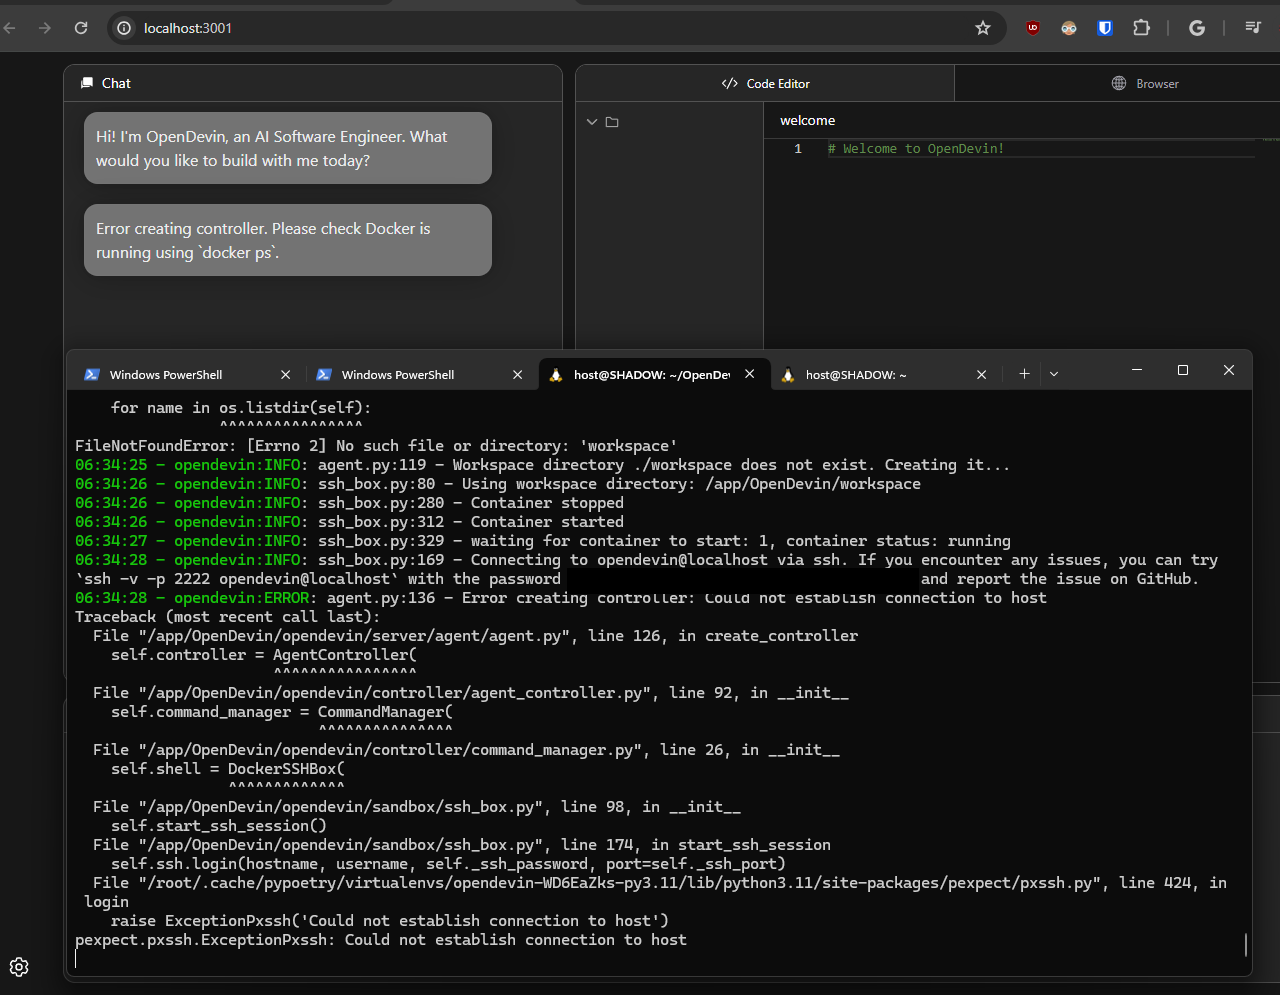 localhost:3001
Chat
Code Editor
Browser
Hi! I'm OpenDevin, an AI Software Engineer. What
would you like to build with me today?
Error creating controller. Please check Docker is
running using `docker ps`.
welcome
1 # Welcome to OpenDevin!
Windows PowerShell
Windows PowerShell
host@SHADOW: ~/OpenDev
host@SHADOW: ~
for name in os.listdir(self):
^^^^^^^^^^^^^^^^
FileNotFoundError: [Errno 2] No such file or directory: 'workspace'
06:34:25 - opendevin:INFO: agent.py:119 - Workspace directory ./workspace does not exist. Creating it...
06:34:26 - opendevin:INFO: ssh_box.py:80 - Using workspace directory: /app/OpenDevin/workspace
06:34:26 - opendevin:INFO: ssh_box.py:280 - Container stopped
06:34:26 - opendevin:INFO: ssh_box.py:312 - Container started
06:34:27 - opendevin:INFO: ssh_box.py:329 - waiting for container to start: 1, container status: running
06:34:28 - opendevin:INFO: ssh_box.py:169 - Connecting to opendevin@localhost via ssh. If you encounter any issues, you can try
`ssh -v -p 2222 opendevin@localhost` with the password and report the issue on GitHub.
06:34:28 - opendevin:ERROR: agent.py:136 - Error creating controller: Could not establish connection to host
Traceback (most recent call last):
File "/app/OpenDevin/opendevin/server/agent/agent.py", line 126, in create_controller
self.controller = AgentController(
^^^^^^^^^^^^^^^^
File "/app/OpenDevin/opendevin/controller/agent_controller.py", line 92, in __init__
self.command_manager = CommandManager(
^^^^^^^^^^^^^^^
File "/app/OpenDevin/opendevin/controller/command_manager.py", line 26, in __init__
self.shell = DockerSSHBox(
^^^^^^^^^^^^^
File "/app/OpenDevin/opendevin/sandbox/ssh_box.py", line 98, in __init__
self.start_ssh_session()
File "/app/OpenDevin/opendevin/sandbox/ssh_box.py", line 174, in start_ssh_session
self.ssh.login(hostname, username, self._ssh_password, port=self._ssh_port)
File "/root/.cache/pypoetry/virtualenvs/opendevin-WD6EaZks-py3.11/lib/python3.11/site-packages/pexpect/pxssh.py", line 424, in
login
raise ExceptionPxssh('Could not establish connection to host')
pexpect.pxssh.ExceptionPxssh: Could not establish connection to host